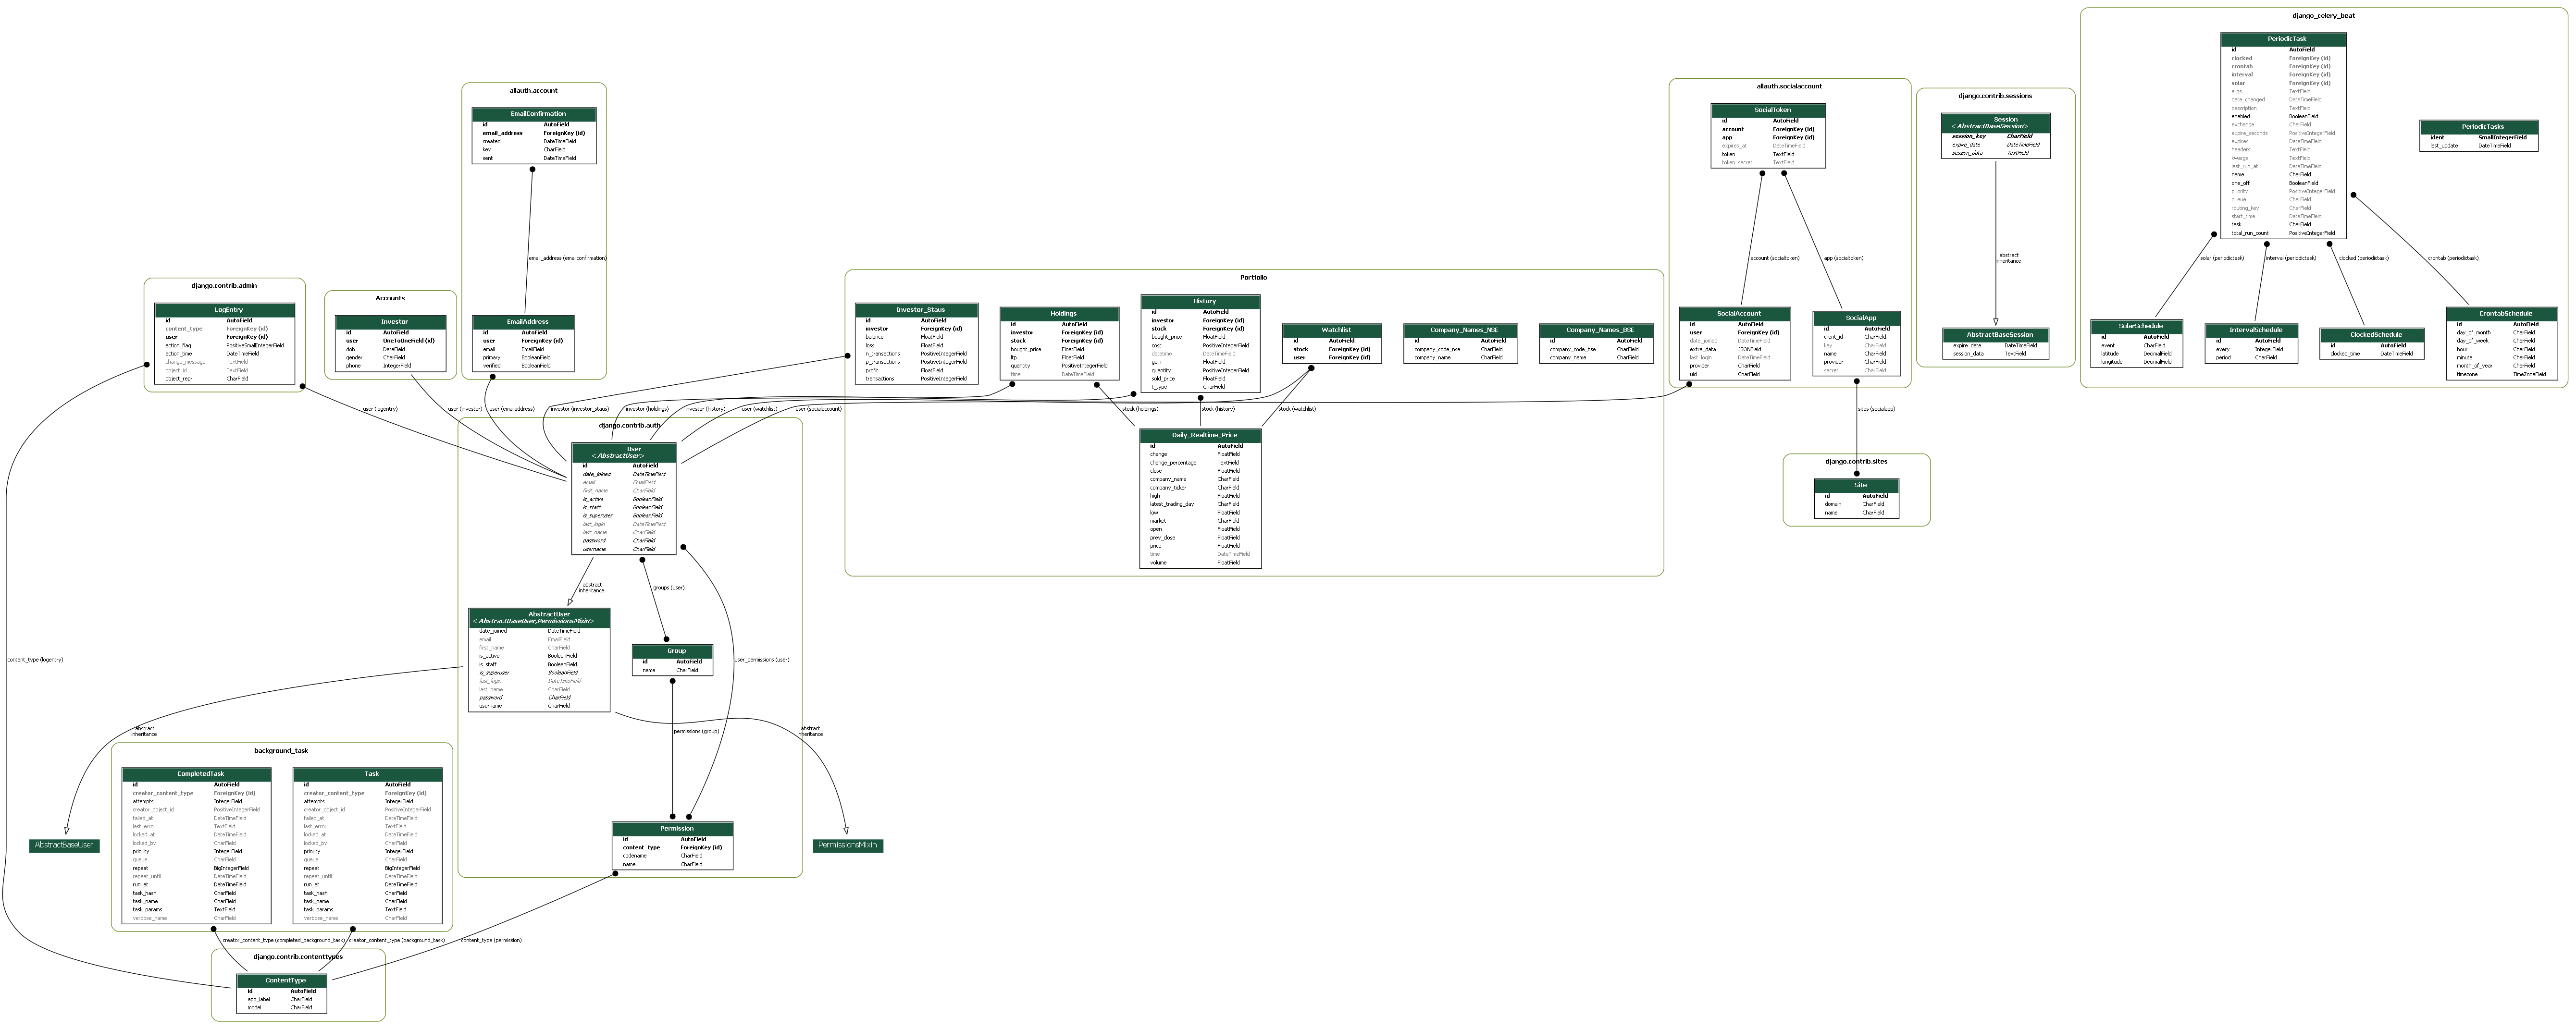 django_celery_beat
PeriodicTask
id AutoField
clocked ForeignKey (id)
crontab ForeignKey (id)
interval ForeignKey (id)
solar ForeignKey (id)
args TextField
date_changed DateTimeField
description TextField
enabled BooleanField
exchange CharField
expire_seconds PositiveIntegerField
expires DateTimeField
headers TextField
kwargs TextField
last_run_at DateTimeField
name CharField
one_off BooleanField
priority PositiveIntegerField
queue CharField
routing_key CharField
start_time DateTimeField
task CharField
total_run_count PositiveIntegerField
PeriodicTasks
ident SmallIntegerField
last_update DateTimeField
solar (periodictask)
interval (periodictask)
clocked (periodictask)
crontab (periodictask)
SolarSchedule
id AutoField
event CharField
latitude DecimalField
longitude DecimalField
IntervalSchedule
id AutoField
every IntegerField
period CharField
ClockedSchedule
id AutoField
clocked_time DateTimeField
CrontabSchedule
id AutoField
day_of_month CharField
day_of_week CharField
hour CharField
minute CharField
month_of_year CharField
timezone TimeZoneField
allauth.account
EmailConfirmation
id AutoField
email_address ForeignKey (id)
created DateTimeField
key CharField
sent DateTimeField
email_address (emailconfirmation)
EmailAddress
id AutoField
user ForeignKey (id)
email EmailField
primary BooleanField
verified BooleanField
allauth.socialaccount
SocialToken
id AutoField
account ForeignKey (id)
app ForeignKey (id)
expires_at DateTimeField
token TextField
token_secret TextField
account (socialtoken)
app (socialtoken)
SocialAccount
id AutoField
user ForeignKey (id)
date_joined DateTimeField
extra_data JSONField
last_login DateTimeField
provider CharField
uid CharField
SocialApp
id AutoField
client_id CharField
key CharField
name CharField
provider CharField
secret CharField
sites (socialapp)
django.contrib.sessions
Session
<AbstractBaseSession>
session_key CharField
expire_date DateTimeField
session_data TextField
abstract
inheritance
AbstractBaseSession
expire_date DateTimeField
session_data TextField
django.contrib.sites
Site
id AutoField
domain CharField
name CharField
django.contrib.admin
LogEntry
id AutoField
content_type ForeignKey (id)
user ForeignKey (id)
action_flag PositiveSmallIntegerField
action_time DateTimeField
change_message TextField
object_id TextField
object_repr CharField
Accounts
Investor
id AutoField
user OneToOneField (id)
dob DateField
gender CharField
phone IntegerField
Portfolio
Investor_Staus
id AutoField
investor ForeignKey (id)
balance FloatField
loss FloatField
n_transactions PositiveIntegerField
p_transactions PositiveIntegerField
profit FloatField
transactions PositiveIntegerField
Holdings
id AutoField
investor ForeignKey (id)
stock ForeignKey (id)
bought_price FloatField
ltp FloatField
quantity PositiveIntegerField
time DateTimeField
History
id AutoField
investor ForeignKey (id)
stock ForeignKey (id)
bought_price FloatField
cost PositiveIntegerField
datetime DateTimeField
gain FloatField
quantity PositiveIntegerField
sold_price FloatField
t_type CharField
Watchlist
id AutoField
stock ForeignKey (id)
user ForeignKey (id)
Company_Names_NSE
id AutoField
company_code_nse CharField
company_name CharField
Company_Names_BSE
id AutoField
company_code_bse CharField
company_name CharField
user (logentry)
user (investor)
user (emailaddress)
investor (investor_staus)
investor (holdings)
investor (history)
user (watchlist)
user (socialaccount)
stock (holdings)
stock (history)
stock (watchlist)
Daily_Realtime_Price
id AutoField
change FloatField
change_percentage TextField
close FloatField
company_name CharField
company_ticker CharField
high FloatField
latest_trading_day CharField
low FloatField
market CharField
open FloatField
prev_close FloatField
price FloatField
time DateTimeField
volume FloatField
django.contrib.auth
User
<AbstractUser>
id AutoField
date_joined DateTimeField
email EmailField
first_name CharField
is_active BooleanField
is_staff BooleanField
is_superuser BooleanField
last_login DateTimeField
last_name CharField
password CharField
username CharField
abstract
inheritance
groups (user)
AbstractUser
<AbstractBaseUser,PermissionsMixin>
date_joined DateTimeField
email EmailField
first_name CharField
is_active BooleanField
is_staff BooleanField
is_superuser BooleanField
last_login DateTimeField
last_name CharField
password CharField
username CharField
Group
id AutoField
name CharField
user_permissions (user)
content_type (logentry)
abstract
inheritance
permissions (group)
abstract
inheritance
Permission
id AutoField
content_type ForeignKey (id)
codename CharField
name CharField
AbstractBaseUser
PermissionsMixin
background_task
CompletedTask
id AutoField
creator_content_type ForeignKey (id)
attempts IntegerField
creator_object_id PositiveIntegerField
failed_at DateTimeField
last_error TextField
locked_at DateTimeField
locked_by CharField
priority IntegerField
queue CharField
repeat BigIntegerField
repeat_until DateTimeField
run_at DateTimeField
task_hash CharField
task_name CharField
task_params TextField
verbose_name CharField
Task
id AutoField
creator_content_type ForeignKey (id)
attempts IntegerField
creator_object_id PositiveIntegerField
failed_at DateTimeField
last_error TextField
locked_at DateTimeField
locked_by CharField
priority IntegerField
queue CharField
repeat BigIntegerField
repeat_until DateTimeField
run_at DateTimeField
task_hash CharField
task_name CharField
task_params TextField
verbose_name CharField
creator_content_type (completed_background_task)
creator_content_type (background_task)
content_type (permission)
django.contrib.contenttypes
ContentType
id AutoField
app_label CharField
model CharField